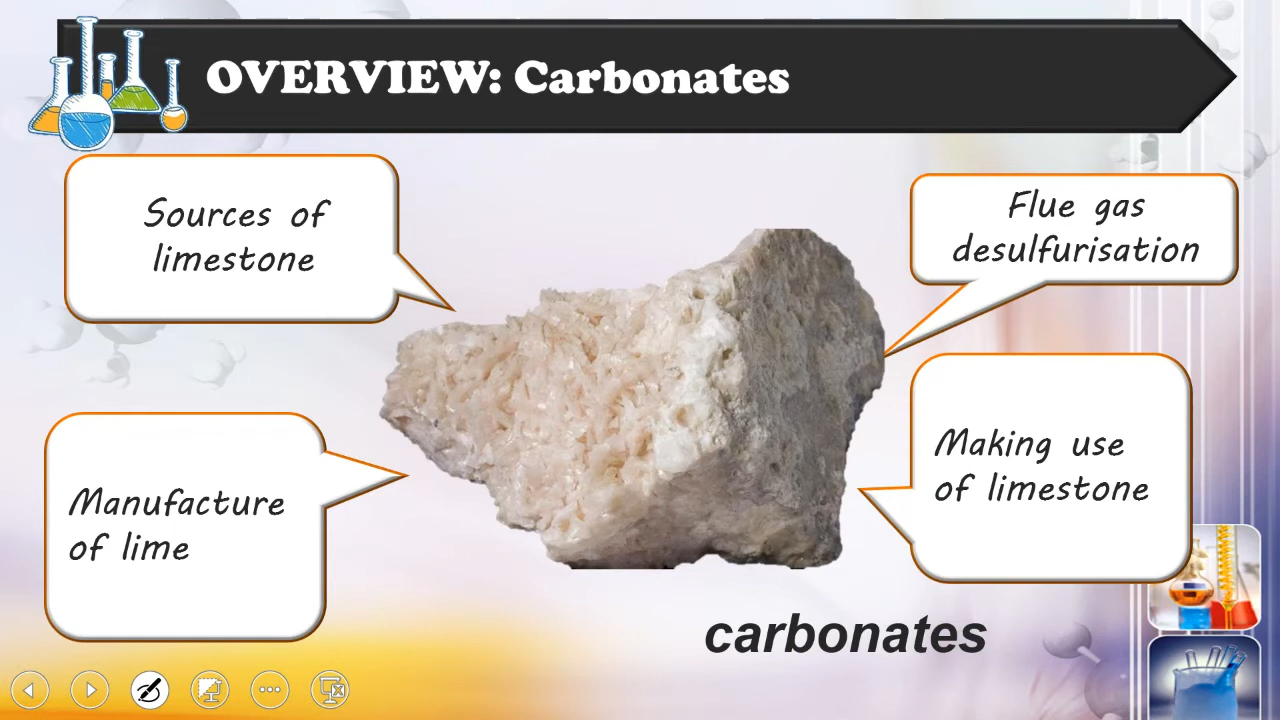 OVERVIEW: Carbonates
Sources of
limestone
Flue gas
desulfurisation
Manufacture
of lime
Making use
of limestone
carbonates